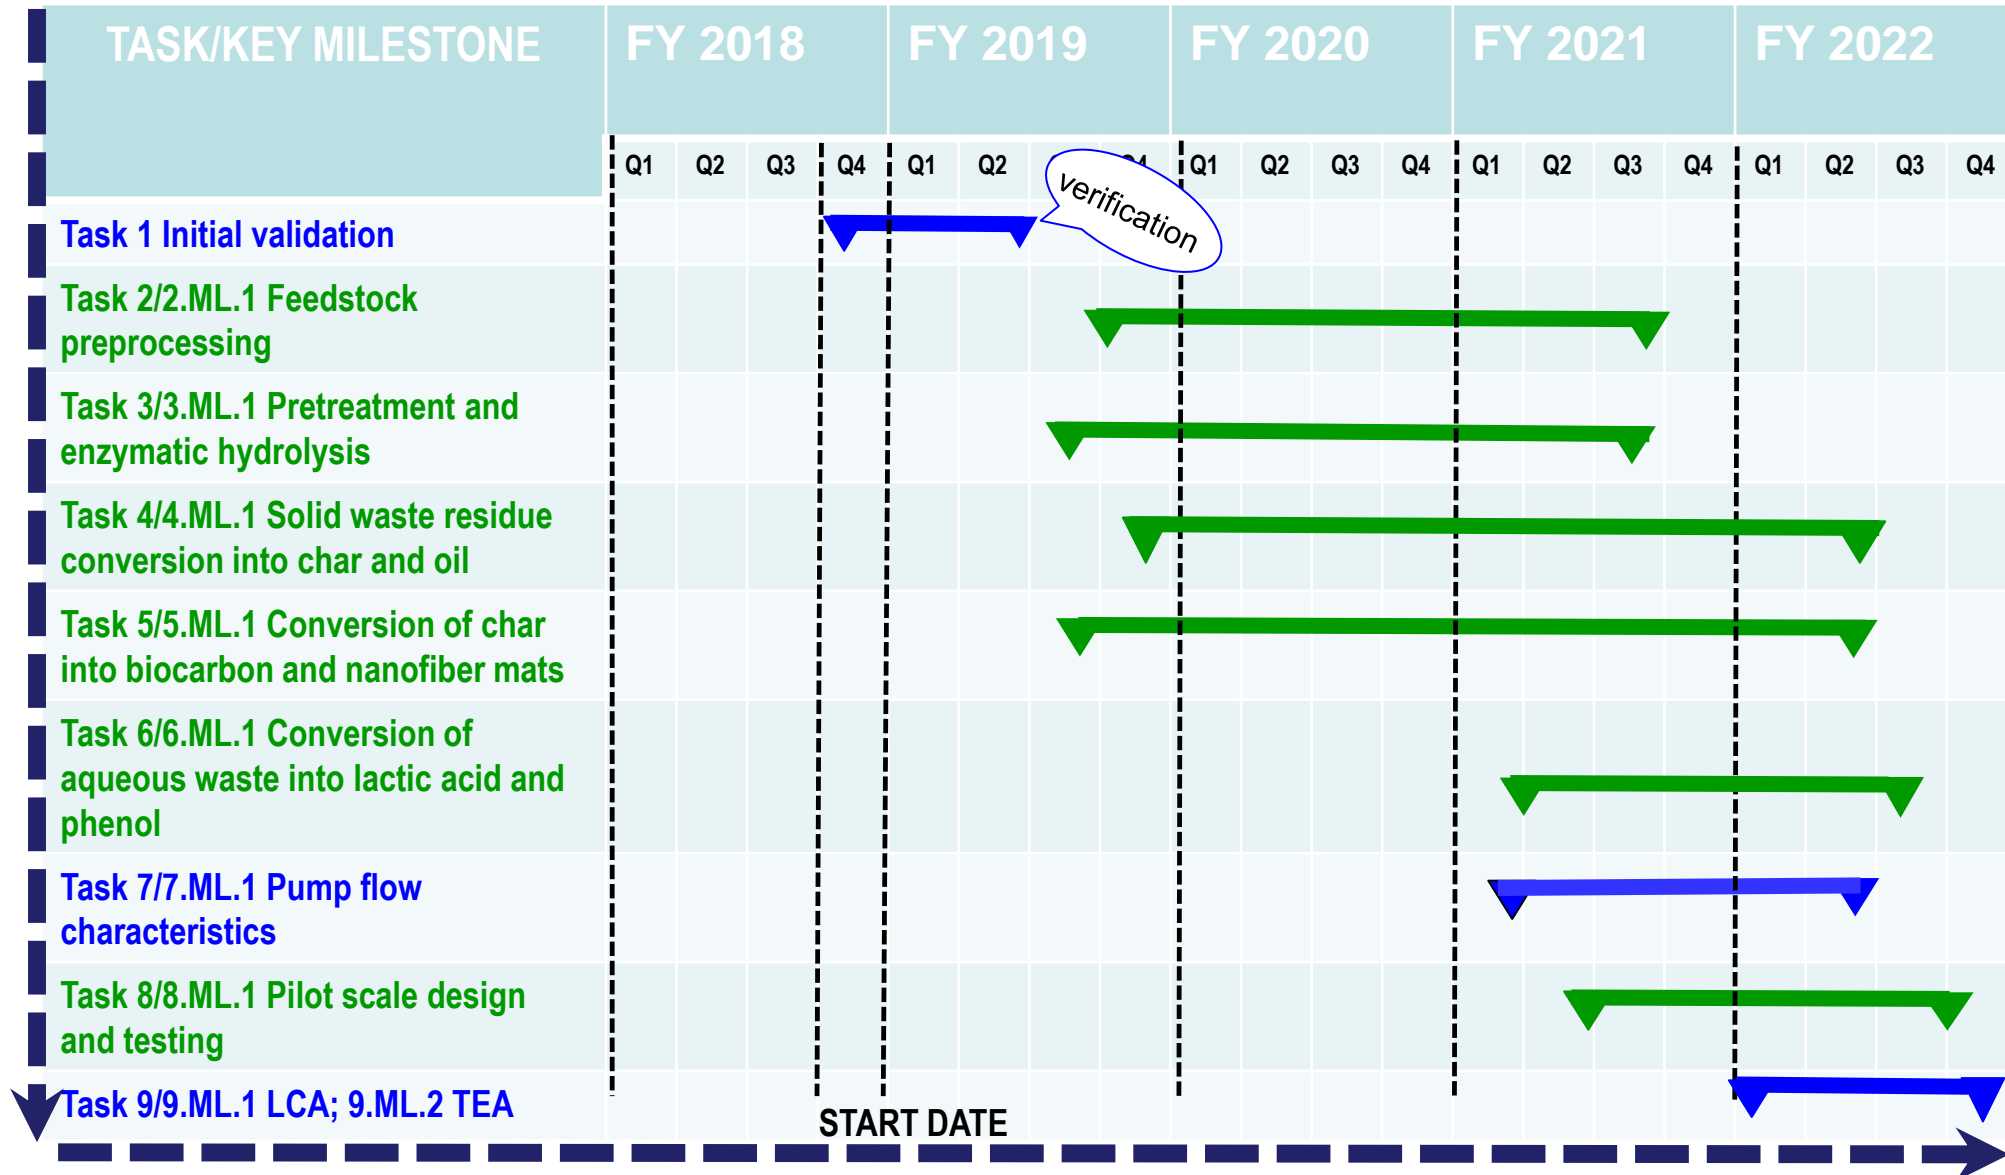 TASK/KEY MILESTONE FY 2018 FY 2019 FY 2020 FY 2021 FY 2022
Q1 Q2 Q3 Q4 Q1 Q2 Q1 Q2 Q3 Q4 Q1 Q2 Q3 Q4 Q1 Q2 Q3 Q4
verification
Task 1 Initial validation
Task 2/2.ML.1 Feedstock
preprocessing
Task 3/3.ML.1 Pretreatment and
enzymatic hydrolysis
Task 4/4.ML.1 Solid waste residue
conversion into char and oil
Task 5/5.ML.1 Conversion of char
into biocarbon and nanofiber mats
Task 6/6.ML.1 Conversion of
aqueous waste into lactic acid and
phenol
Task 7/7.ML.1 Pump flow
characteristics
Task 8/8.ML.1 Pilot scale design
and testing
Task 9/9.ML.1 LCA; 9.ML.2 TEA
START DATE